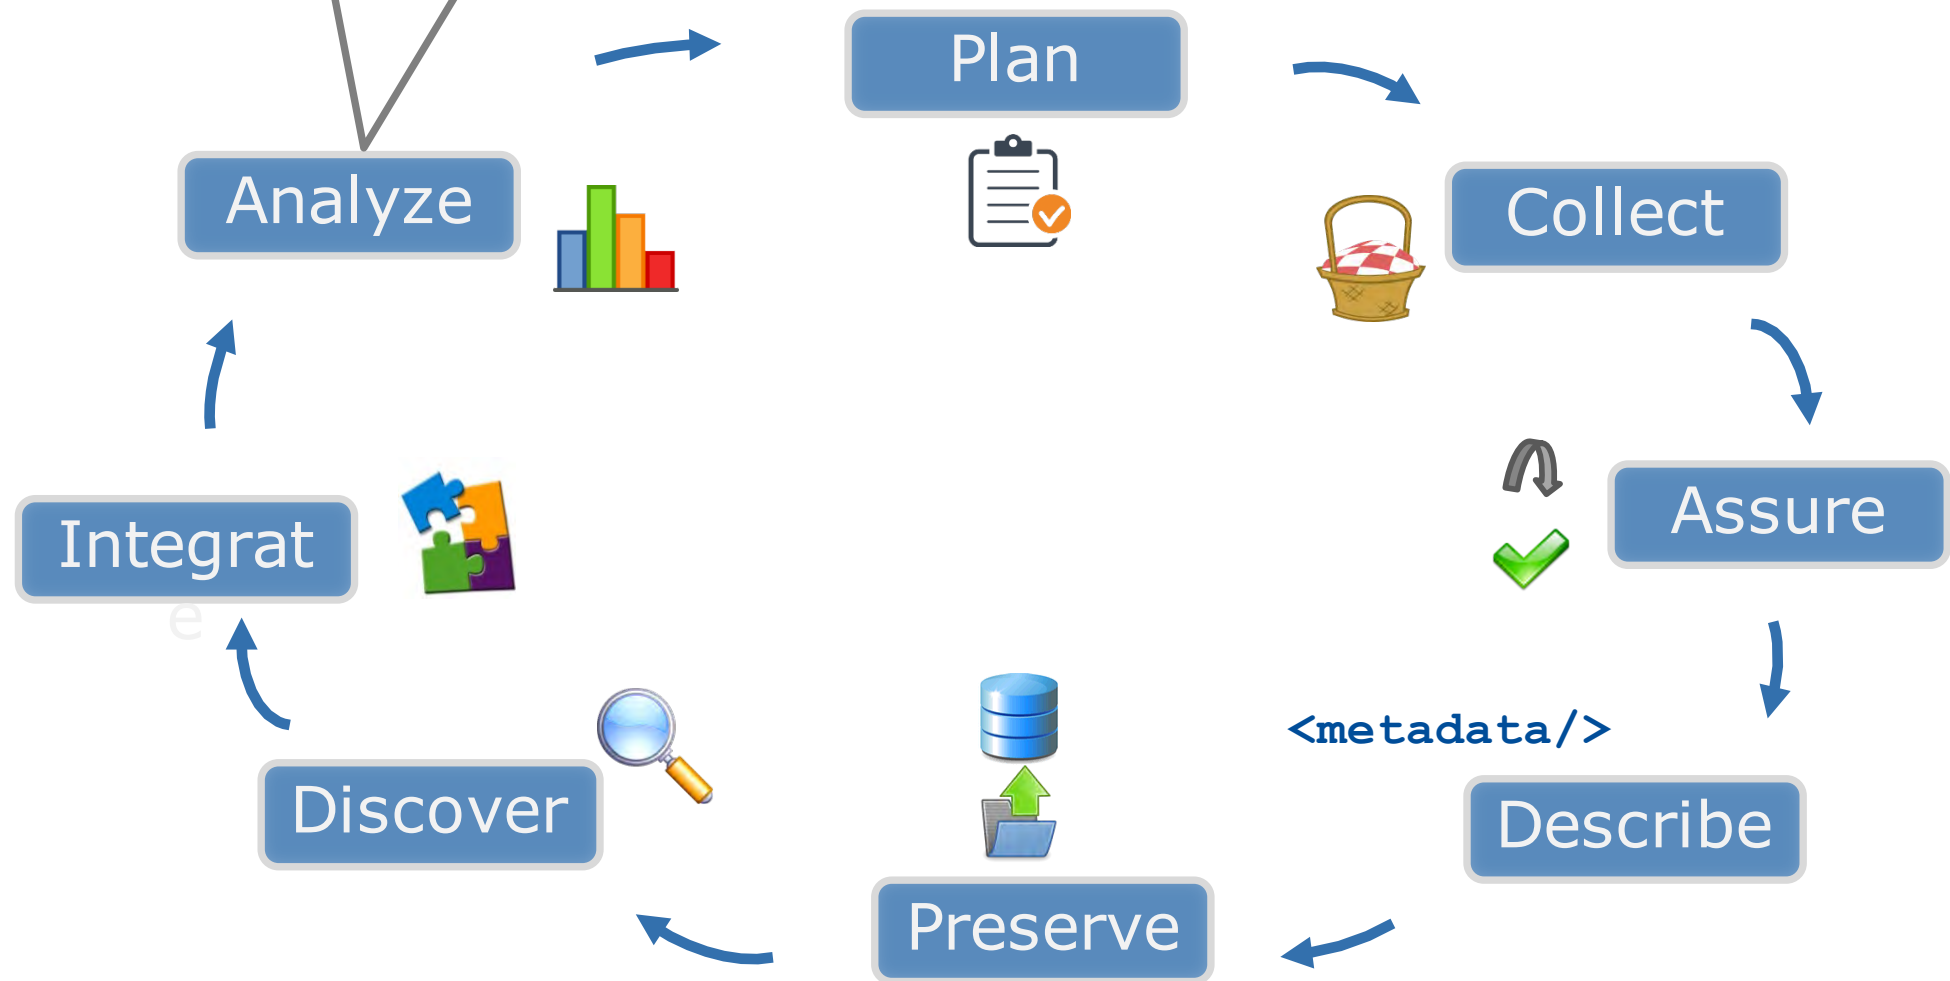 Plan
Analyze
Collect
Assure
Integrat
e
<metadata/>
Discover
Describe
Preserve